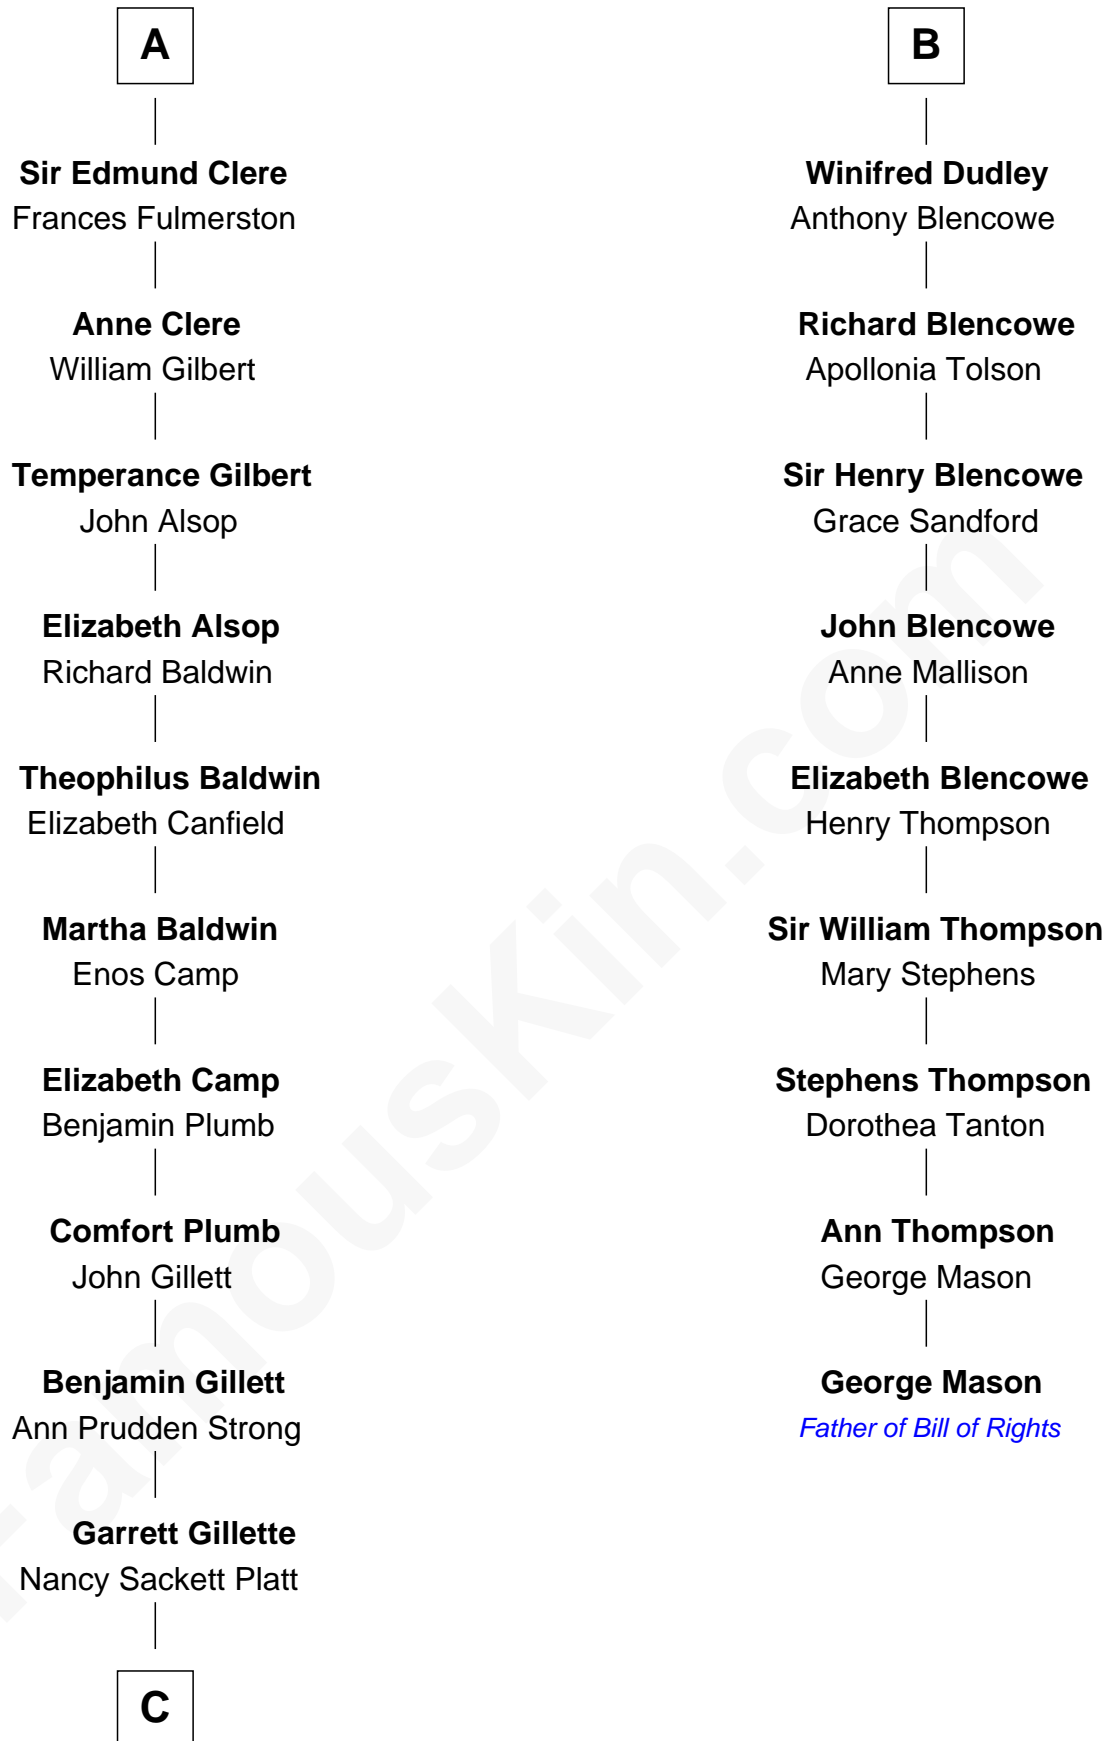 A
Sir Edmund Clere
Frances Fulmerston
Anne Clere
William Gilbert
Temperance Gilbert
John Alsop
Elizabeth Alsop
Richard Baldwin
Theophilus Baldwin
Elizabeth Canfield
Martha Baldwin
Enos Camp
Elizabeth Camp
Benjamin Plumb
Comfort Plumb
John Gillett
Benjamin Gillett
Ann Prudden Strong
Garrett Gillette
Nancy Sackett Platt
C
B
Winifred Dudley
Anthony Blencowe
Richard Blencowe
Apollonia Tolson
Sir Henry Blencowe
Grace Sandford
John Blencowe
Anne Mallison
Elizabeth Blencowe
Henry Thompson
Sir William Thompson
Mary Stephens
Stephens Thompson
Dorothea Tanton
Ann Thompson
George Mason
George Mason
Father of Bill of Rights
FamousKin.com